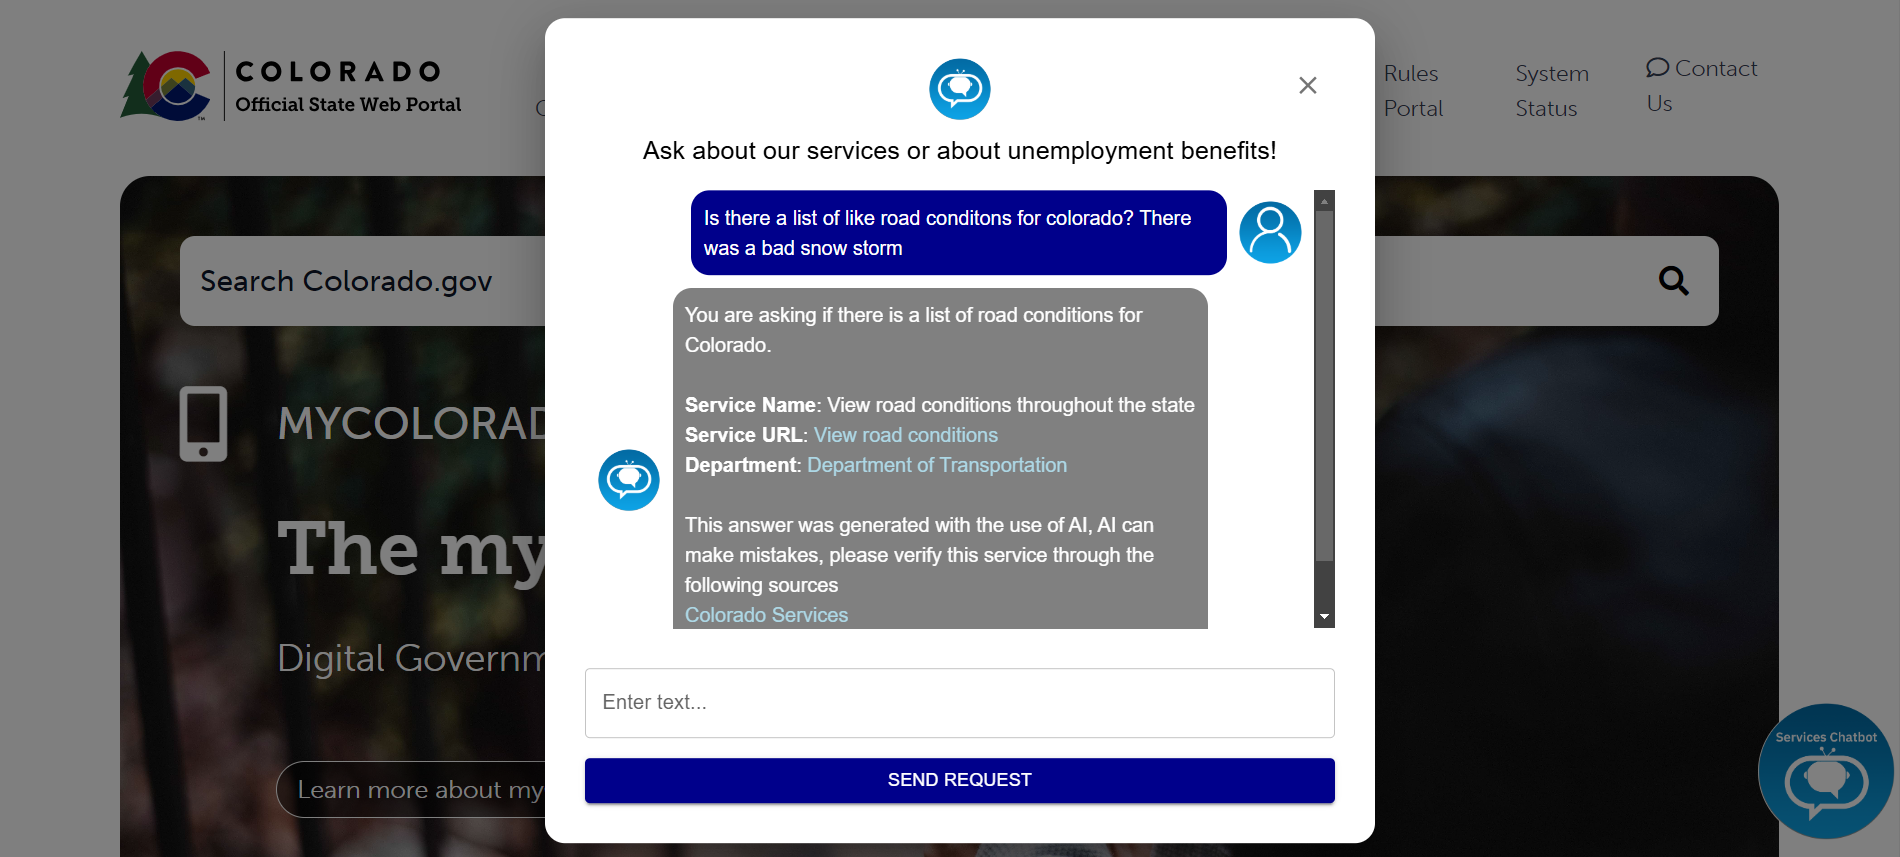 COLORADO
Official State Web Portal
Rules
Portal
System
Status
Contact
Us
Search Colorado.gov
MYCOLORAD
The my
Digital Governm
Learn more about my
Ask about our services or about unemployment benefits!
Is there a list of like road conditons for colorado? There
was a bad snow storm
You are asking if there is a list of road conditions for
Colorado.
Service Name: View road conditions throughout the state
Service URL: View road conditions
Department: Department of Transportation
This answer was generated with the use of AI, AI can
make mistakes, please verify this service through the
following sources
Colorado Services
Enter text...
SEND REQUEST
Services Chatbot